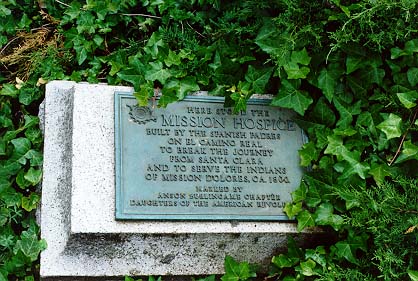 HERE STOOD THE
MISSION HOSPICE
BUILT BY THE SPANISH PADRES
ON EL CAMINO REAL
TO BREAK THE JOURNEY
FROM SANTA CLARA
AND TO SERVE THE INDIANS
OF MISSION DOLORES, CA.
MARKED BY
ANSON BURLINGAME CHAPTER
DAUGHTERS OF THE AMERICAN